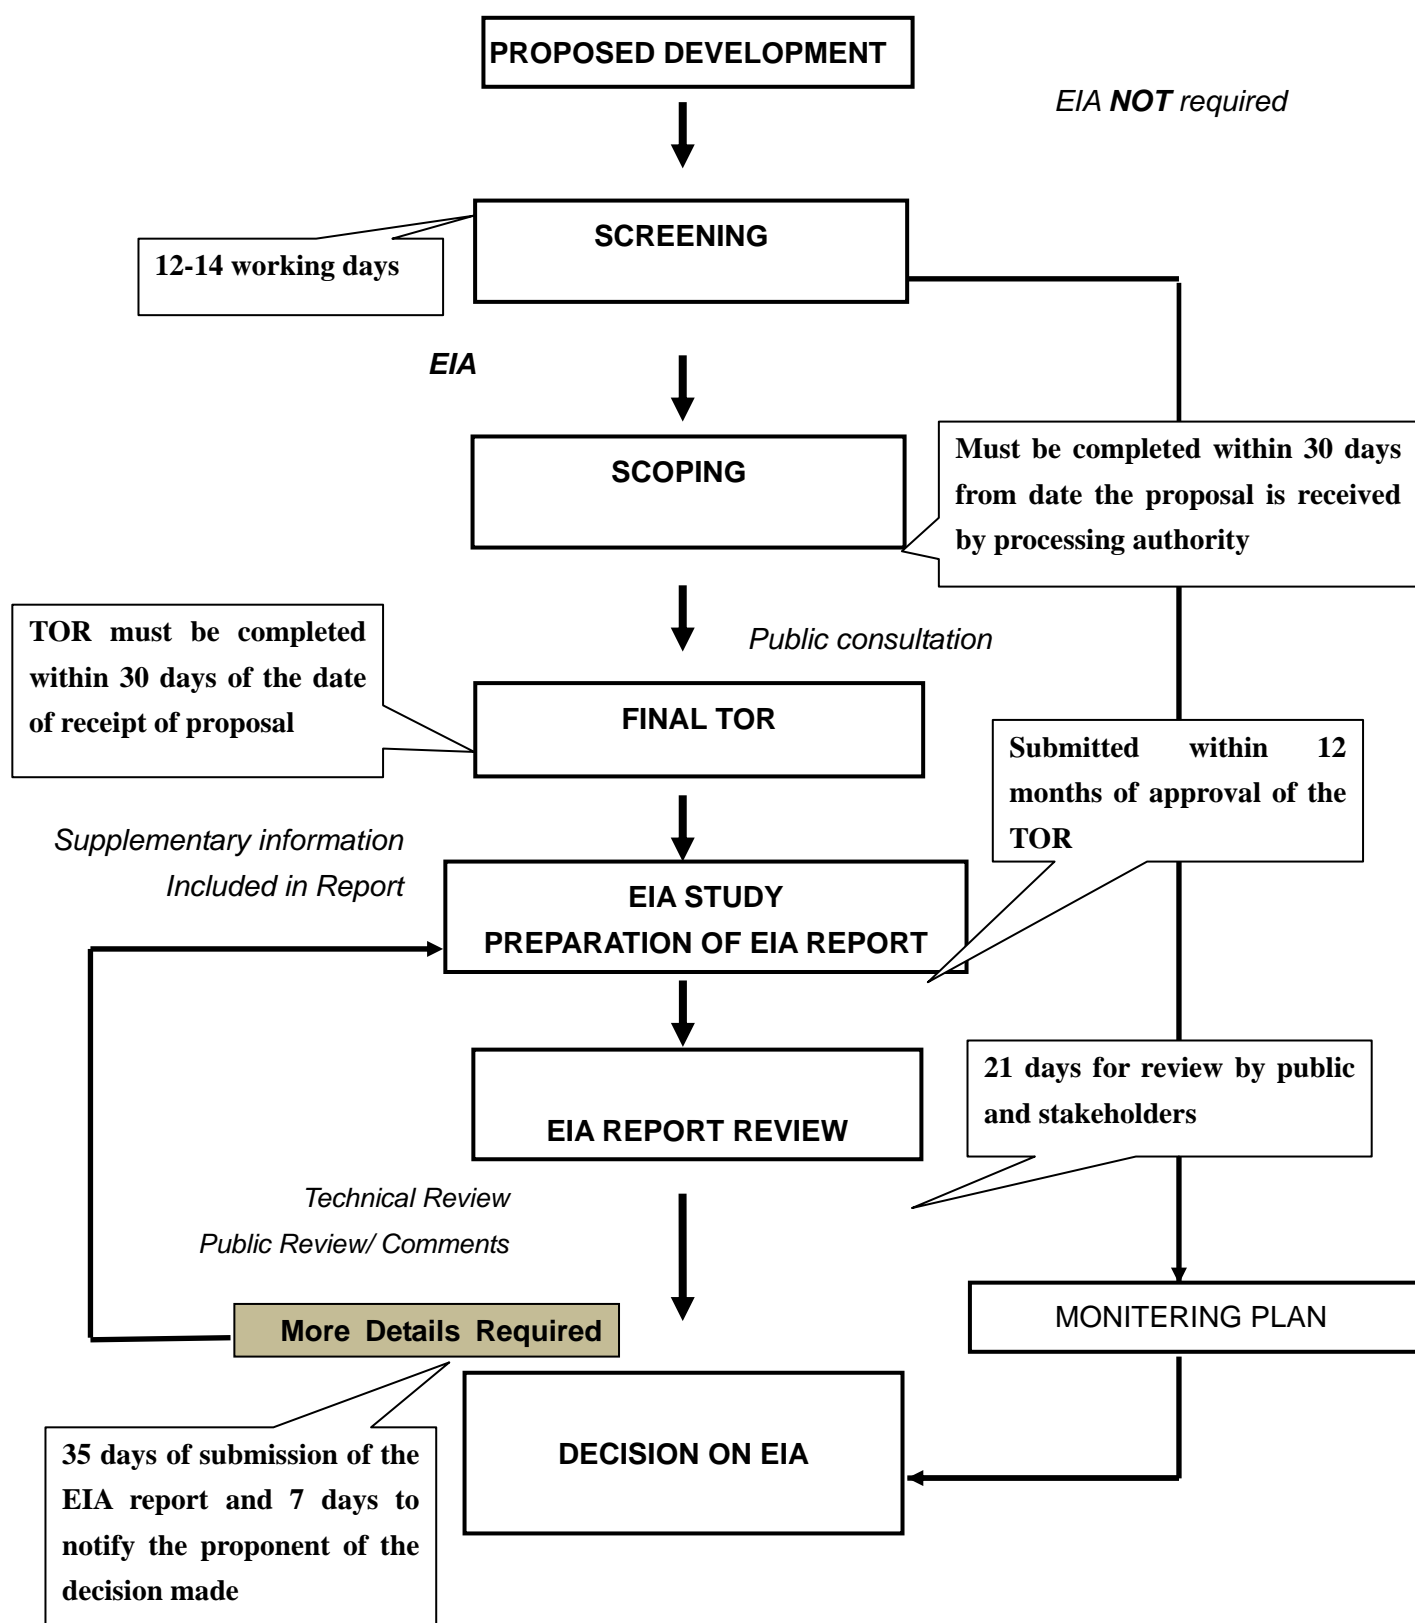 PROPOSED DEVELOPMENT
EIA NOT required
SCREENING
12-14 working days
EIA
SCOPING
Must be completed within 30 days
from date the proposal is received
by processing authority
TOR must be completed
within 30 days of the date
of receipt of proposal
Public consultation
FINAL TOR
Submitted within 12
months of approval of the
TOR
Supplementary information
Included in Report
EIA STUDY
PREPARATION OF EIA REPORT
21 days for review by public
and stakeholders
EIA REPORT REVIEW
Technical Review
Public Review/ Comments
More Details Required
MONITERING PLAN
DECISION ON EIA
35 days of submission of the
EIA report and 7 days to
notify the proponent of the
decision made